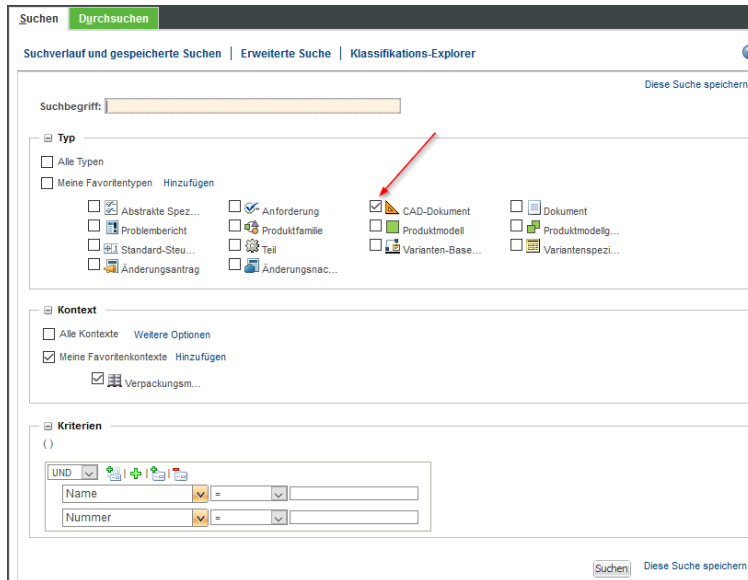 Suchen Durchsuchen
Suchverlauf und gespeicherte Suchen | Erweiterte Suche | Klassifikations-Explorer
Diese Suche speichern
Suchbegriff:
Typ
Alle Typen
Meine Favoritentypen Hinzufügen
Abstrakte Spez... Anforderung CAD-Dokument Dokument
Problembericht Produktfamilie Produktmodell Produktmodellg...
Standard-Steu... Teil Varianten-Base... Variantenspezi...
Änderungsantrag Änderungsnac...
Kontext
Alle Kontexte Weitere Optionen
Meine Favoritenkontexte Hinzufügen
Verpackungsm...
Kriterien
( )
UND
Name =
Nummer =
Suchen Diese Suche speichern